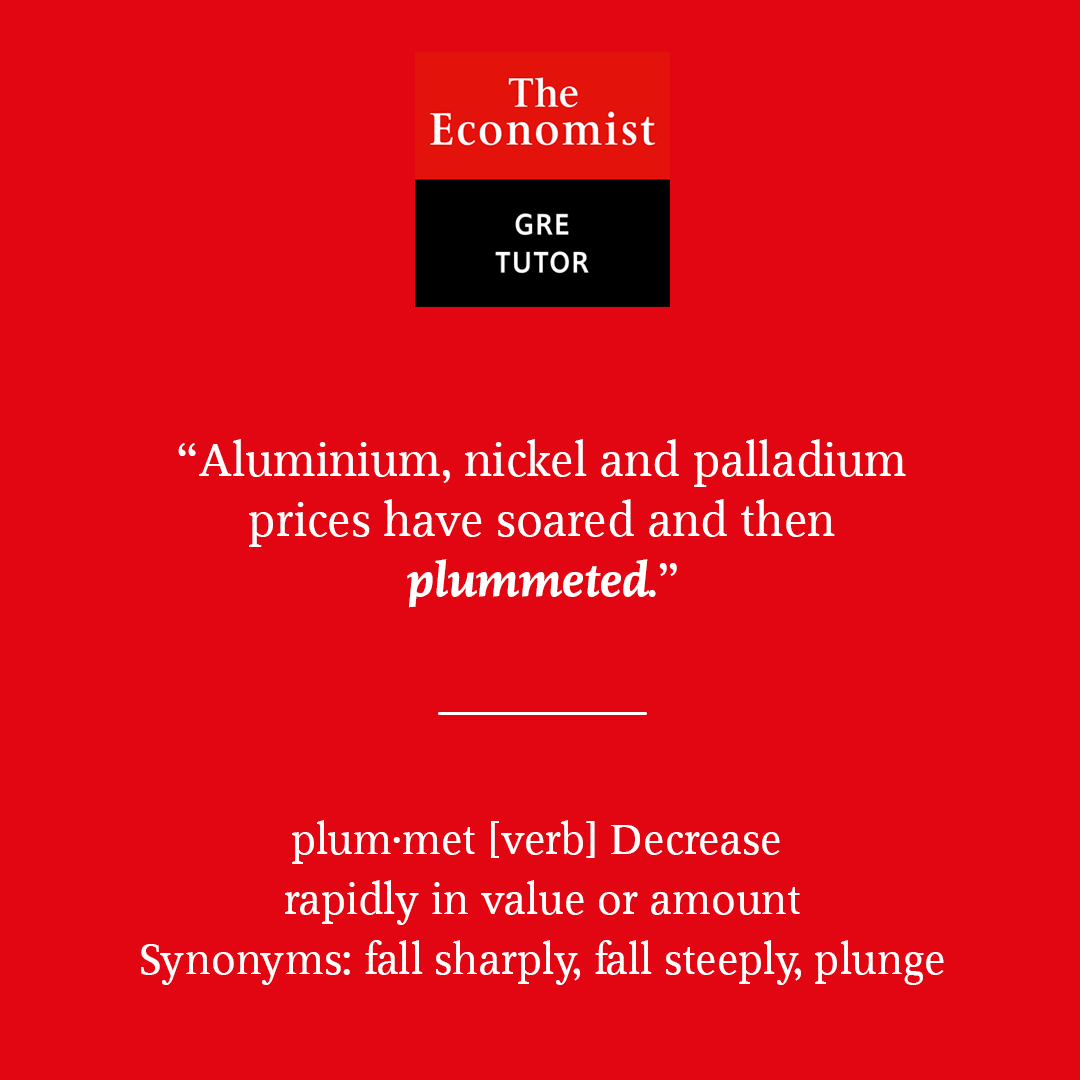 The
Economist
GRE
TUTOR
“Aluminium, nickel and palladium
prices have soared and then
plummeted.”
plum·met [verb] Decrease
rapidly in value or amount
Synonyms: fall sharply, fall steeply, plunge